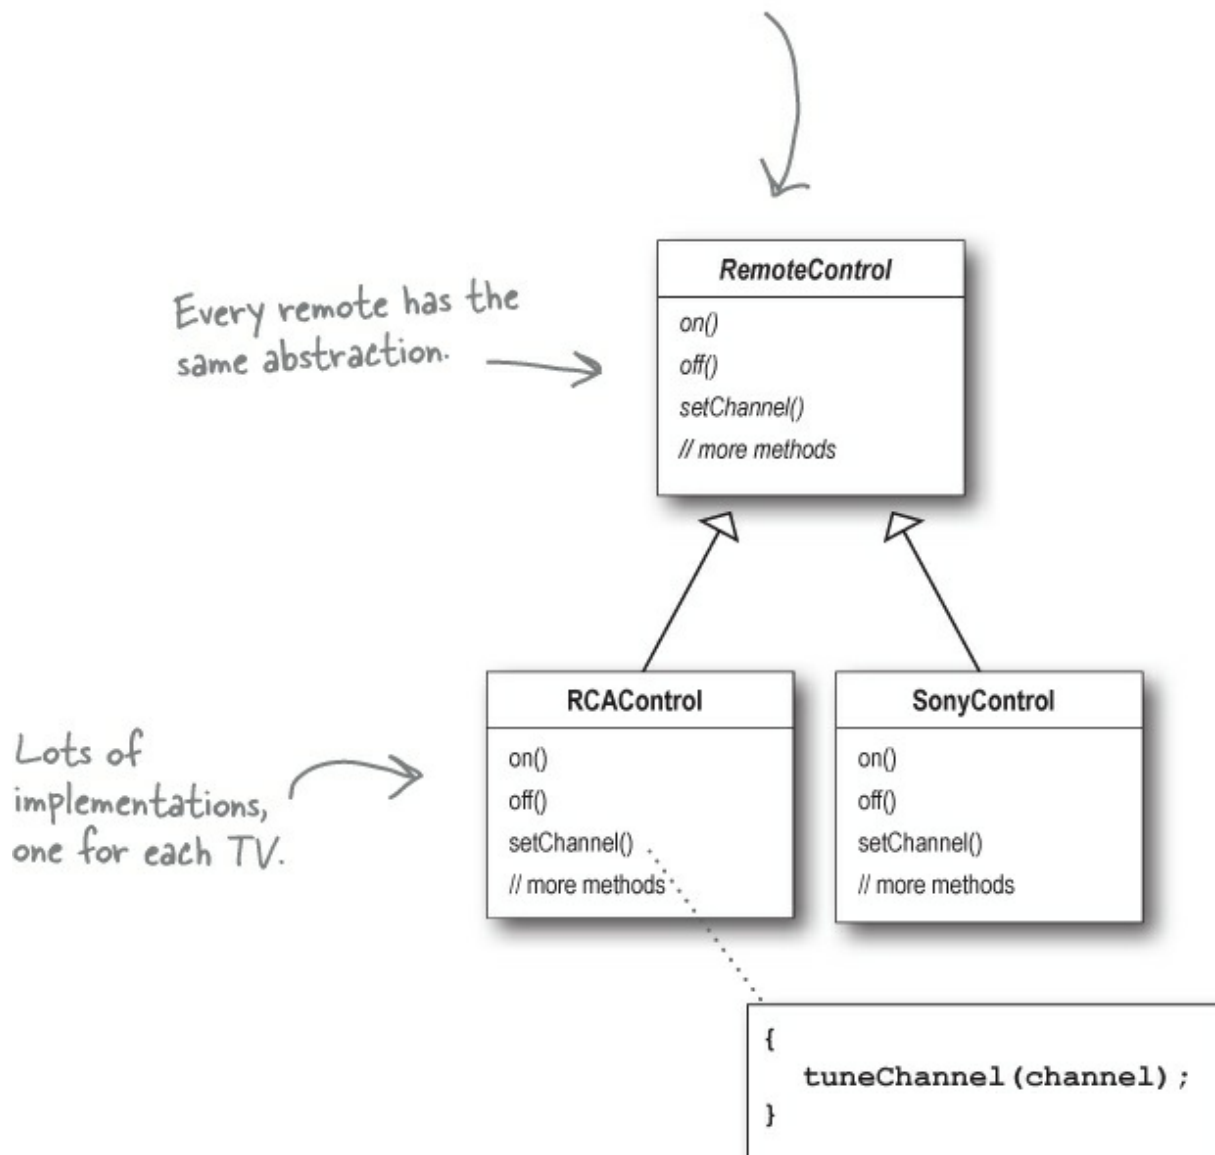 RemoteControl
on()
off()
setChannel()
// more methods
Every remote has the
same abstraction.
RCAControl
on()
off()
setChannel()
// more methods
SonyControl
on()
off()
setChannel()
// more methods
Lots of
implementations,
one for each TV.
{
tuneChannel(channel);
}